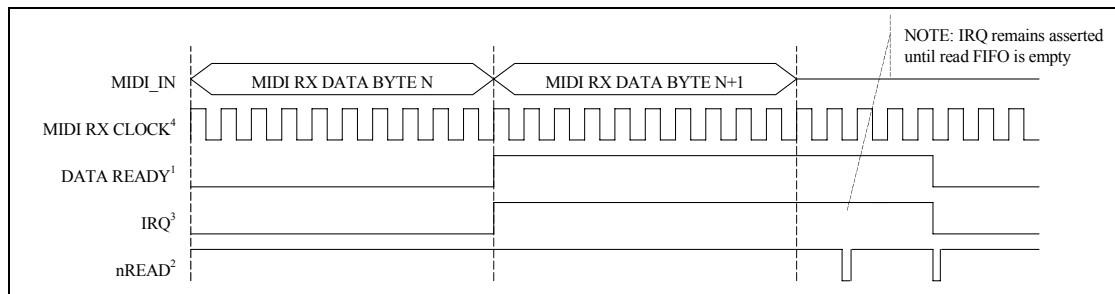 NOTE: IRQ remains asserted
until read FIFO is empty
MIDI_IN
MIDI RX DATA BYTE N
MIDI RX DATA BYTE N+1
MIDI RX CLOCK⁴
DATA READY¹
IRQ³
nREAD²